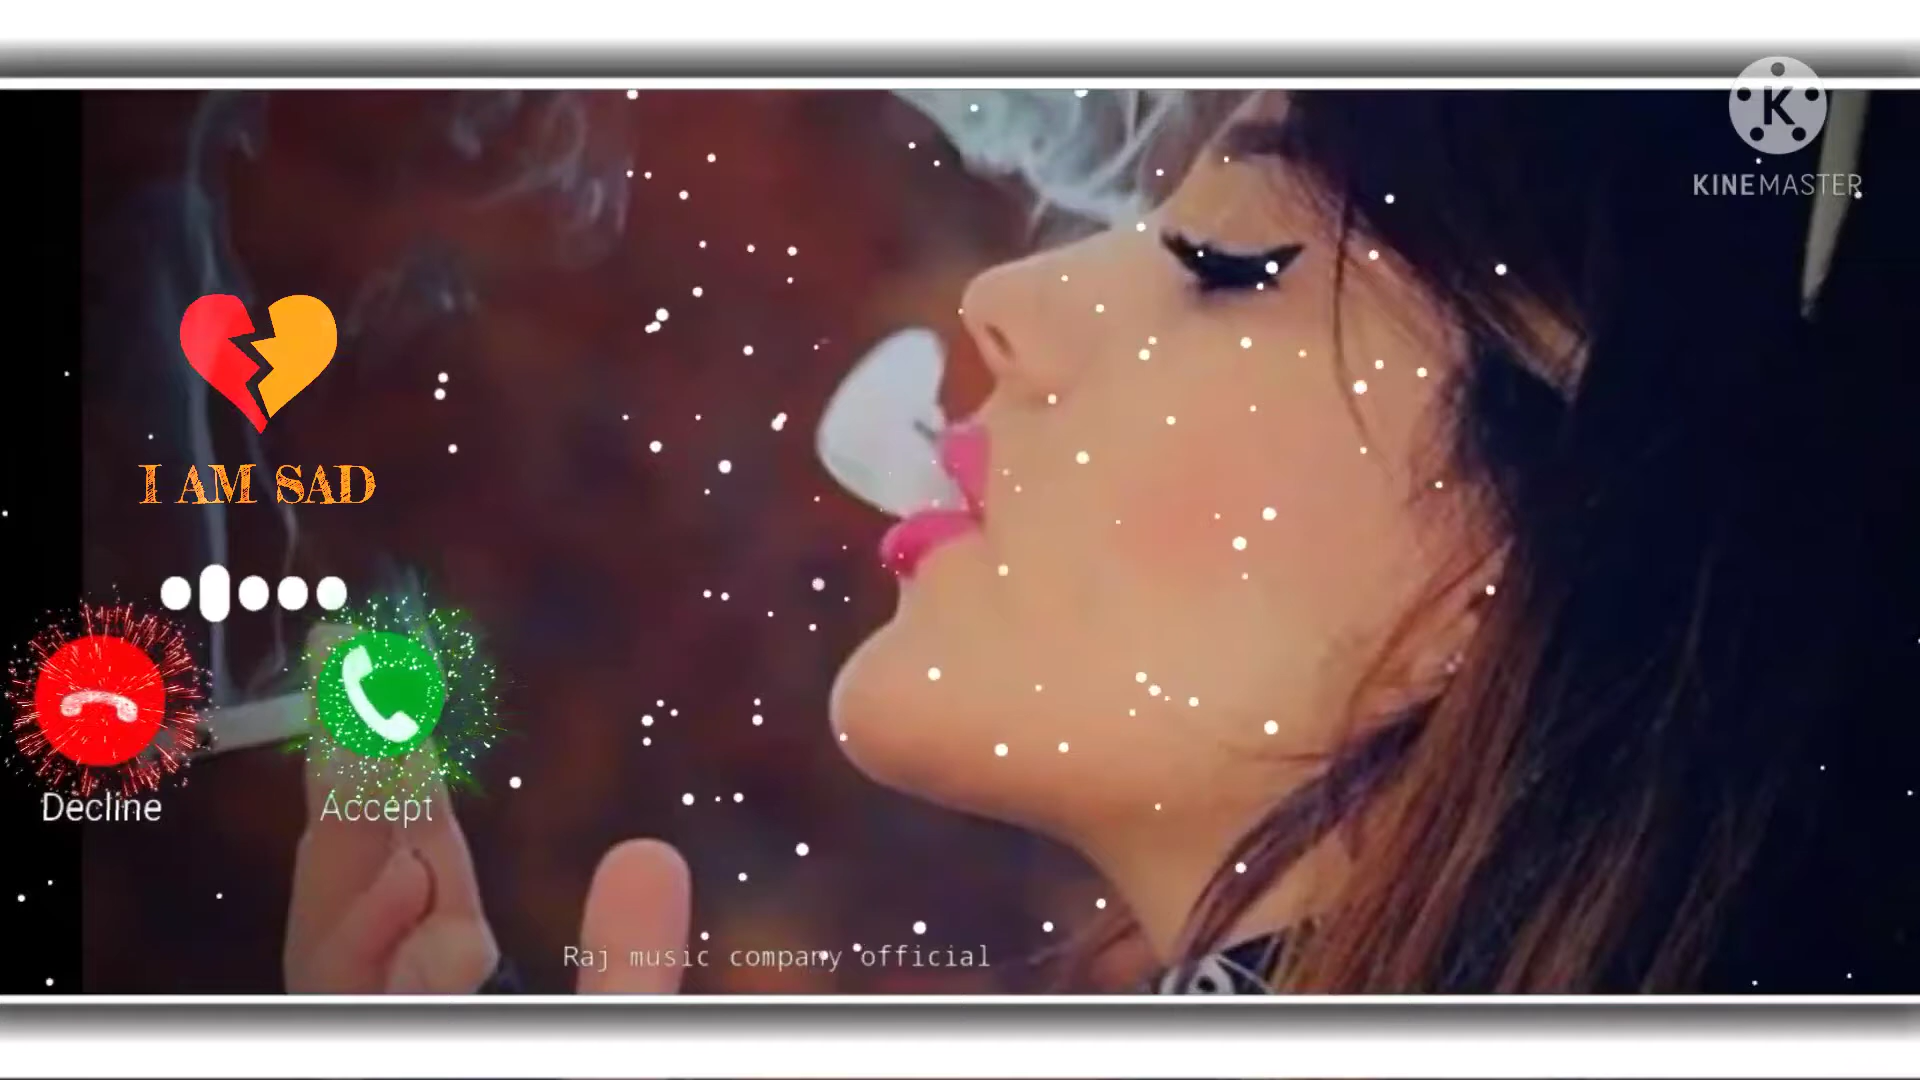 KINEMASTER
I AM SAD
Decline
Accept
Raj music company official